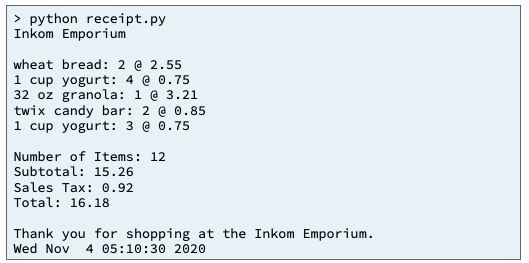 > python receipt.py
Inkom Emporium
wheat bread: 2 @ 2.55
1 cup yogurt: 4 @ 0.75
32 oz granola: 1 @ 3.21
twix candy bar: 2 @ 0.85
1 cup yogurt: 3 @ 0.75
Number of Items: 12
Subtotal: 15.26
Sales Tax: 0.92
Total: 16.18
Thank you for shopping at the Inkom Emporium.
Wed Nov  4 05:10:30 2020